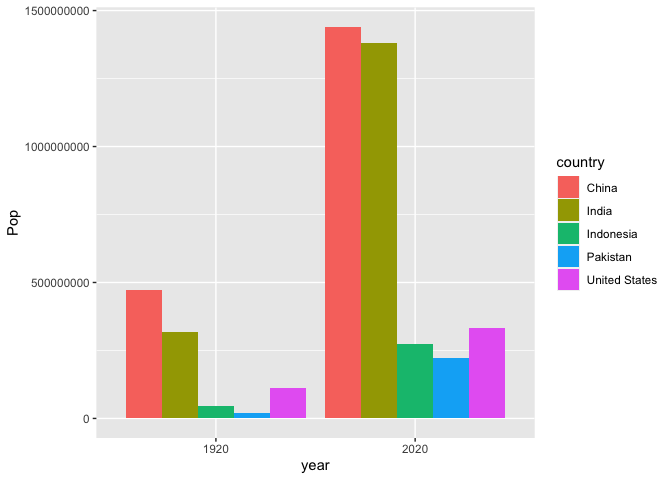 1500000000
1000000000
500000000
0
Pop
1920
2020
year
country
China
India
Indonesia
Pakistan
United States